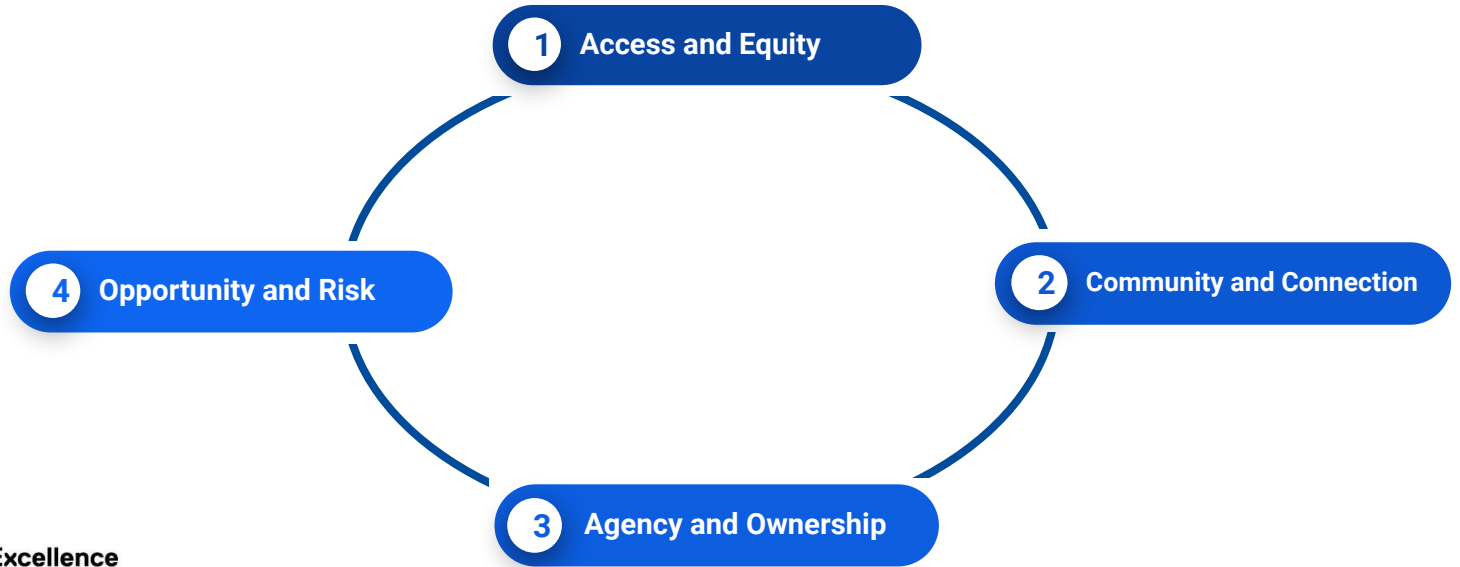 1 Access and Equity
2 Community and Connection
3 Agency and Ownership
4 Opportunity and Risk
Excellence